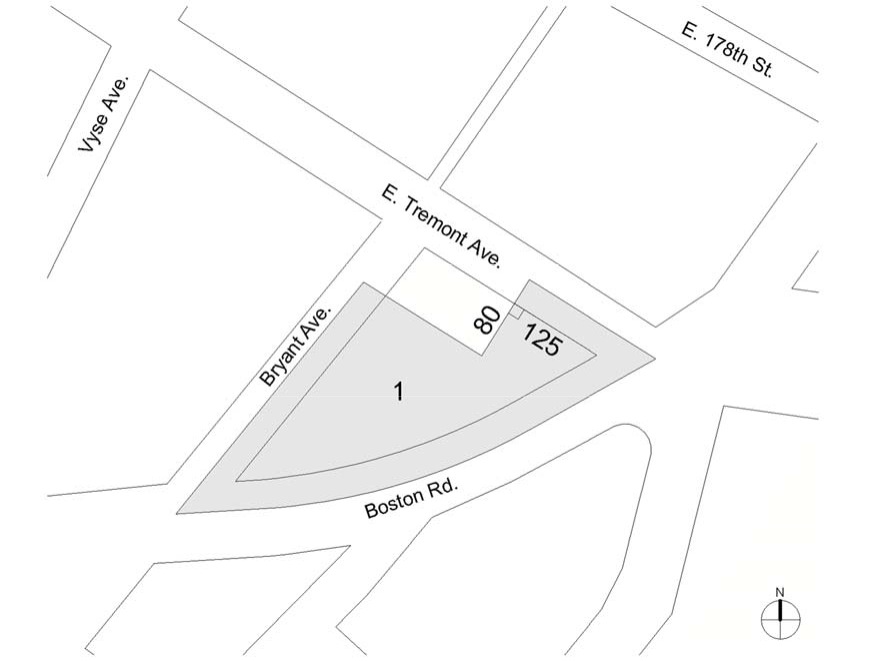 E. 178th St.
Vyse Ave.
E. Tremont Ave.
Bryant Ave.
80
125
1
Boston Rd.
N